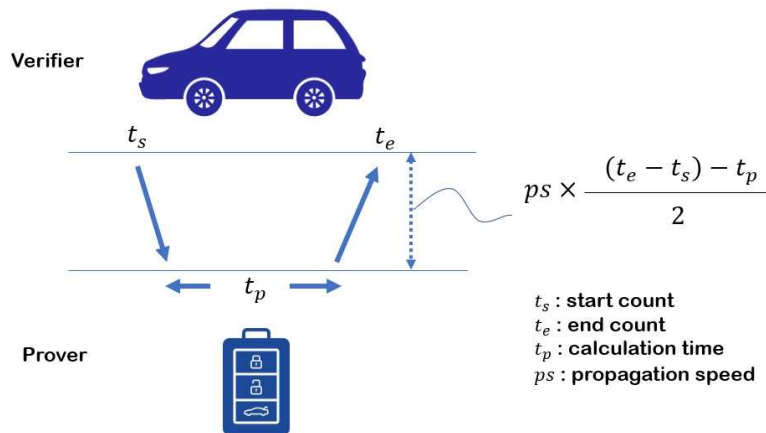 Verifier
t_s
t_e
ps × ((t_e − t_s) − t_p) / 2
t_p
t_s : start count
t_e : end count
t_p : calculation time
ps : propagation speed
Prover